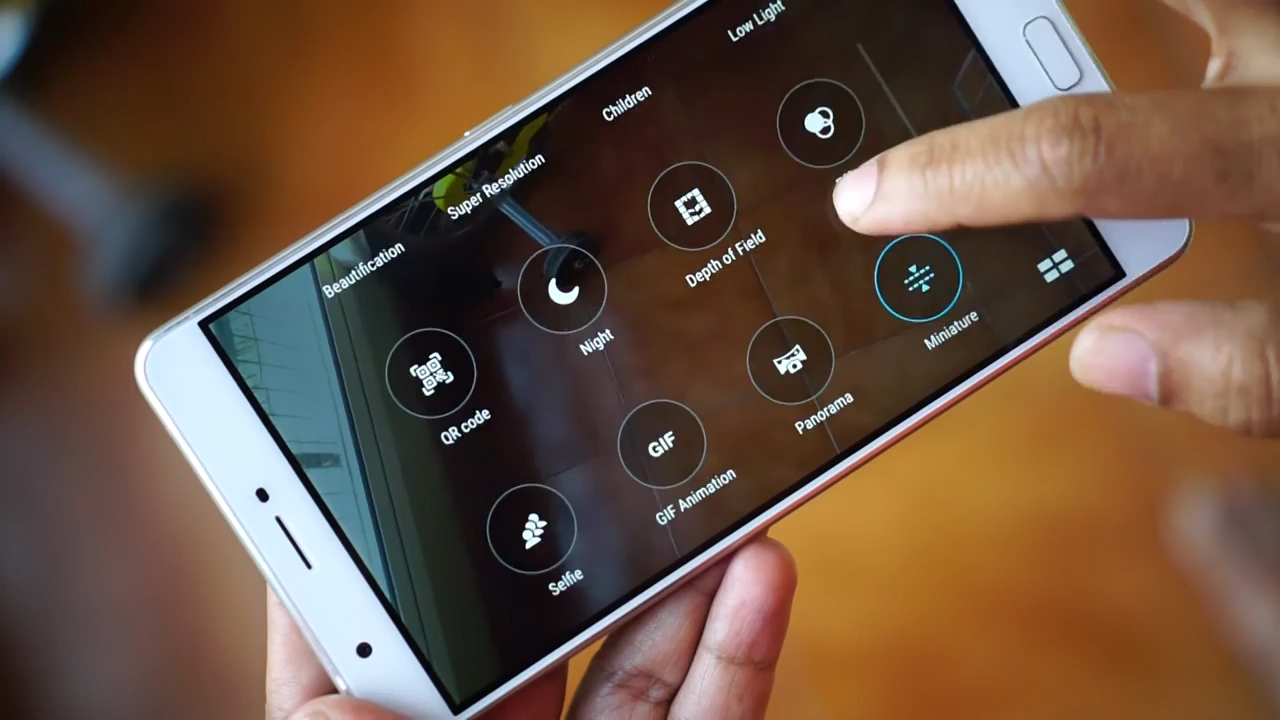 Low Light
Children
Super Resolution
Beautification
Depth of Field
Night
QR code
Miniature
Panorama
GIF
GIF Animation
Selfie